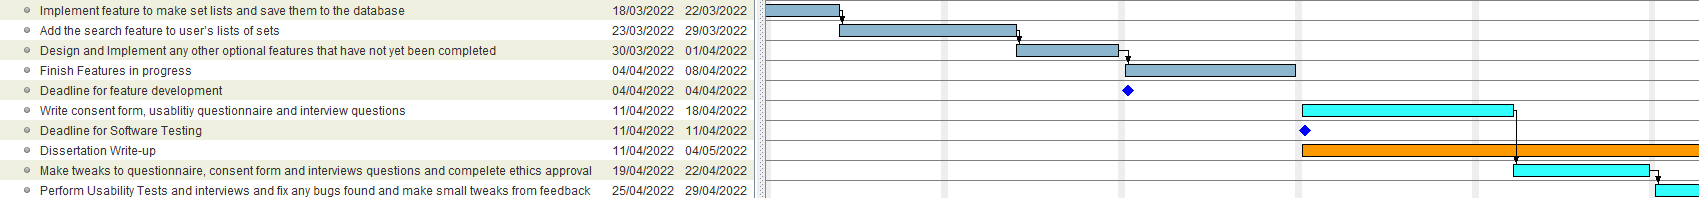 Implement feature to make set lists and save them to the database 18/03/2022 22/03/2022
Add the search feature to user's lists of sets 23/03/2022 29/03/2022
Design and Implement any other optional features that have not yet been completed 30/03/2022 01/04/2022
Finish Features in progress 04/04/2022 08/04/2022
Deadline for feature development 04/04/2022 04/04/2022
Write consent form, usablitiy questionnaire and interview questions 11/04/2022 18/04/2022
Deadline for Software Testing 11/04/2022 11/04/2022
Dissertation Write-up 11/04/2022 04/05/2022
Make tweaks to questionnaire, consent form and interviews questions and compelete ethics approval 19/04/2022 22/04/2022
Perform Usability Tests and interviews and fix any bugs found and make small tweaks from feedback 25/04/2022 29/04/2022